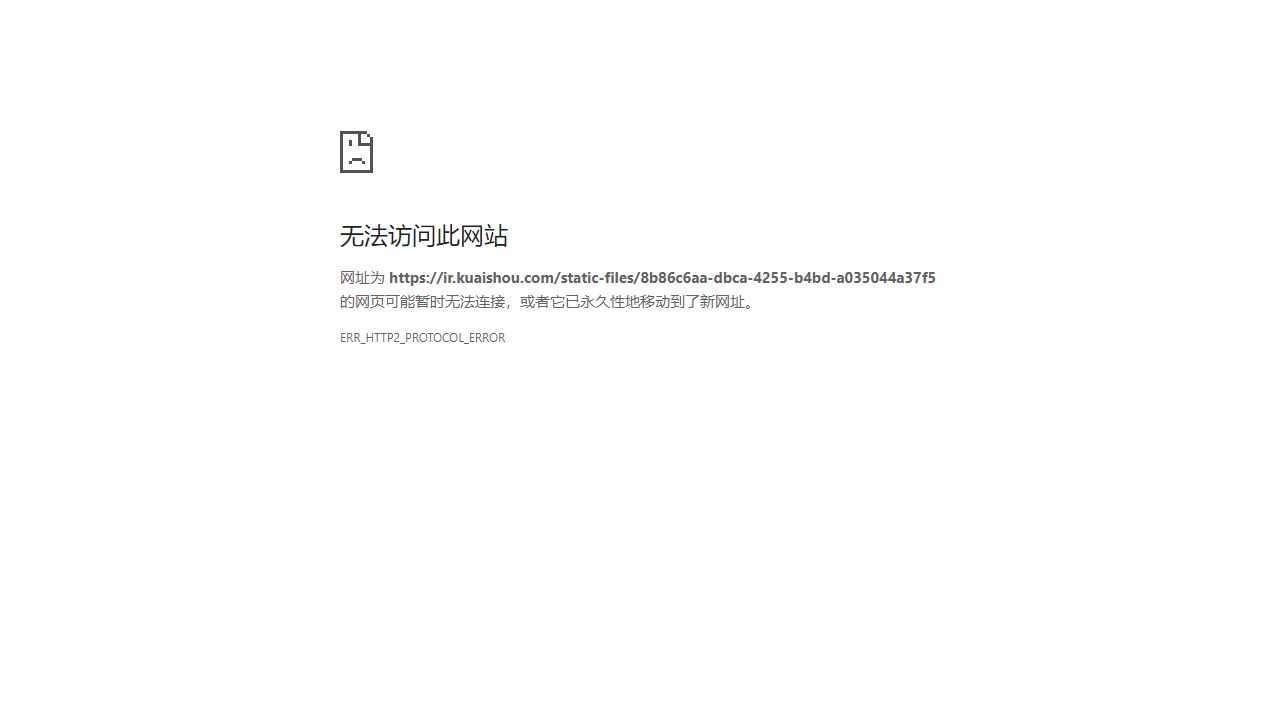 无法访问此网站
网址为 https://ir.kuaishou.com/static-files/8b86c6aa-dbca-4255-b4bd-a035044a37f5
的网页可能暂时无法连接，或者它已永久性地移动到了新网址。
ERR_HTTP2_PROTOCOL_ERROR